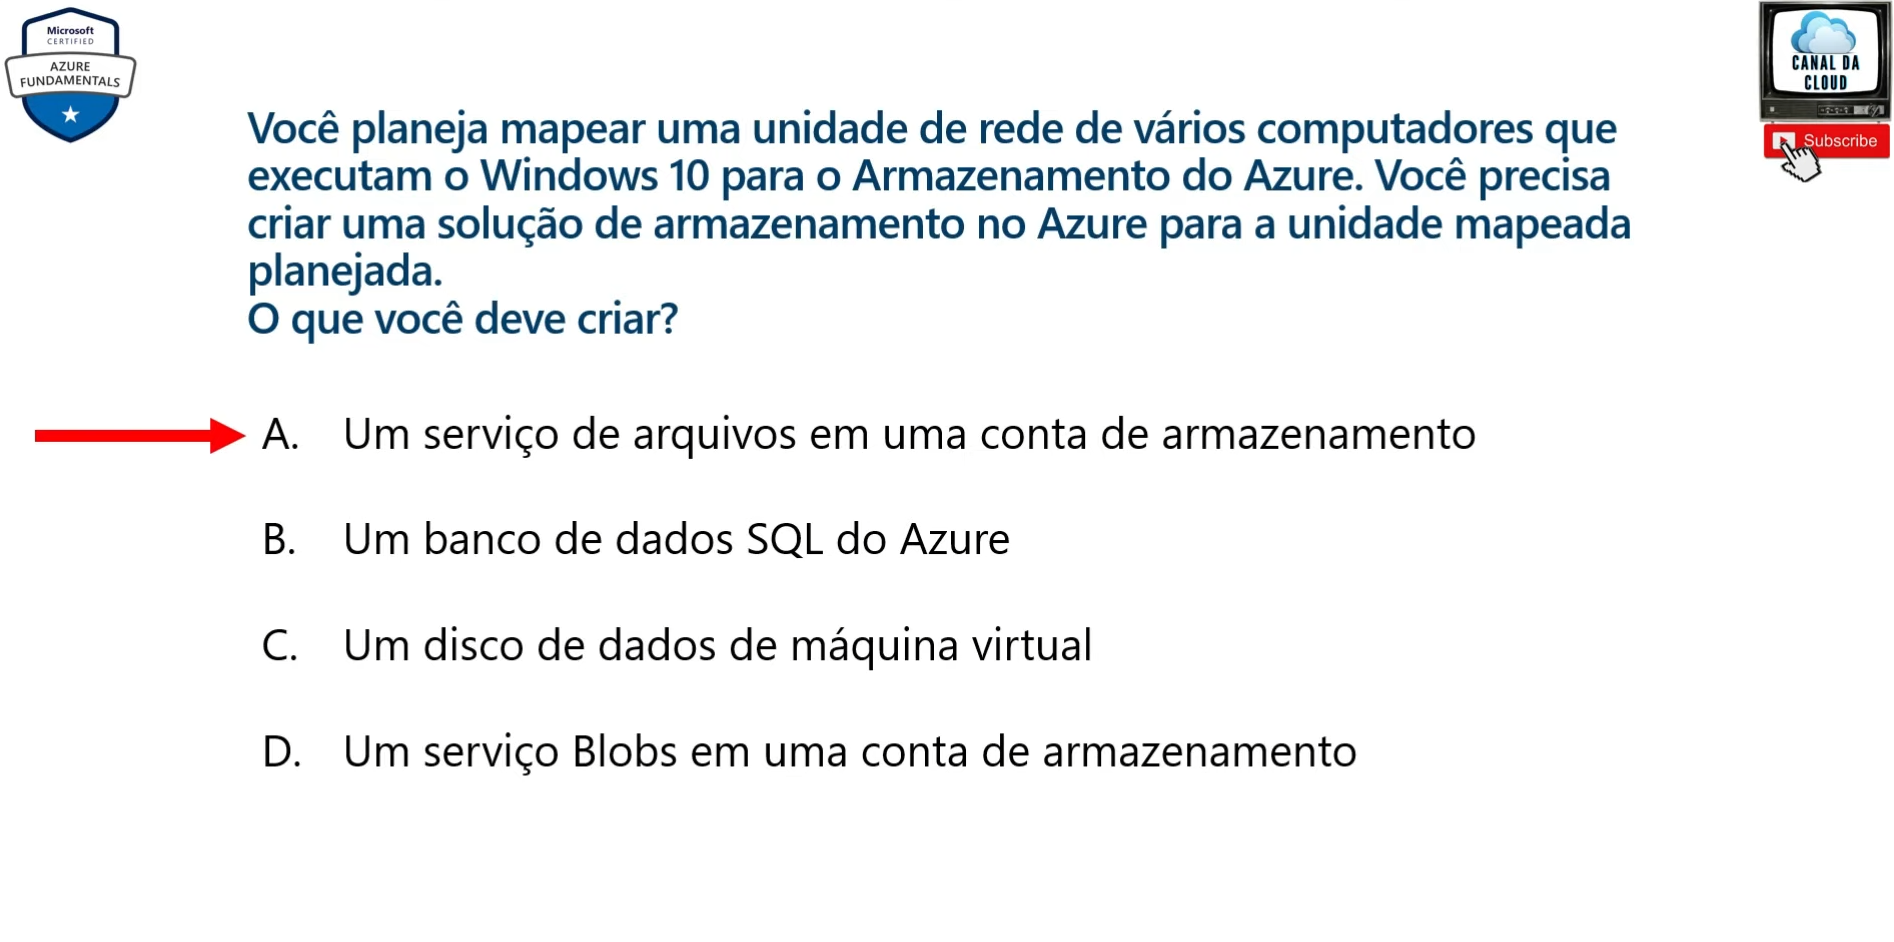 Microsoft
CERTIFIED
AZURE
FUNDAMENTALS
CANAL DA
CLOUD
Subscribe
Você planeja mapear uma unidade de rede de vários computadores que
executam o Windows 10 para o Armazenamento do Azure. Você precisa
criar uma solução de armazenamento no Azure para a unidade mapeada
planejada.
O que você deve criar?
A. Um serviço de arquivos em uma conta de armazenamento
B. Um banco de dados SQL do Azure
C. Um disco de dados de máquina virtual
D. Um serviço Blobs em uma conta de armazenamento